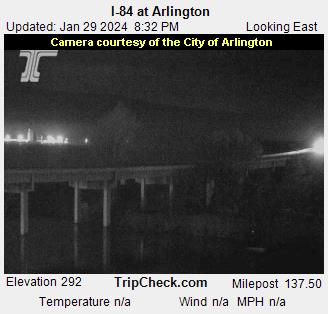 I-84 at Arlington
Updated: Jan 29 2024 8:32 PM Looking East
Camera courtesy of the City of Arlington
Elevation 292 TripCheck.com Milepost 137.50
Temperature n/a Wind n/a MPH n/a